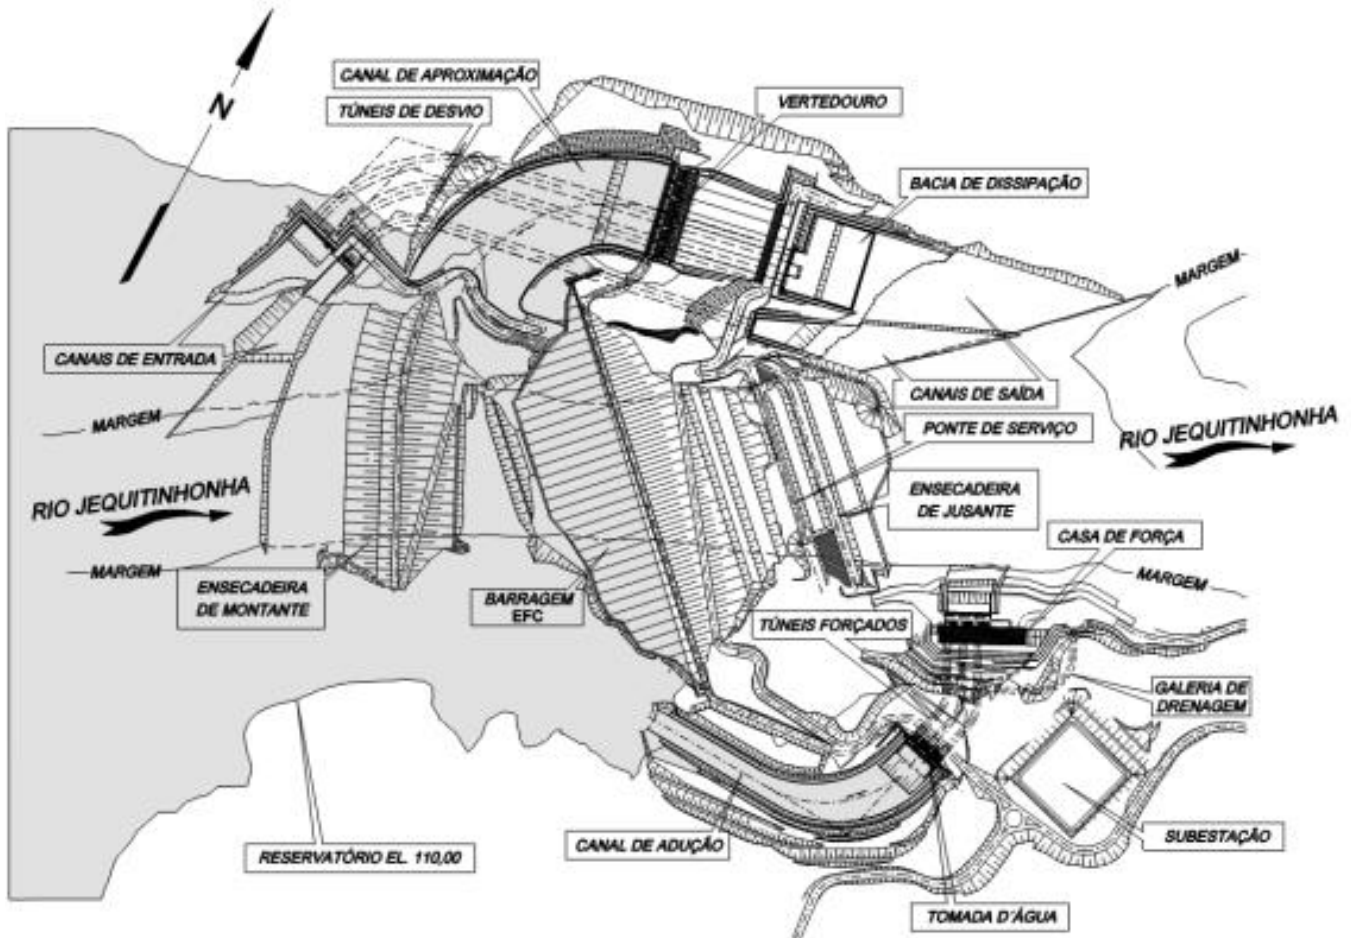 N
CANAL DE APROXIMAÇÃO
TÚNEIS DE DESVIO
VERTEDOURO
BACIA DE DISSIPAÇÃO
MARGEM
CANAIS DE ENTRADA
CANAIS DE SAÍDA
MARGEM
PONTE DE SERVIÇO
RIO JEQUITINHONHA
RIO JEQUITINHONHA
ENSECADEIRA
DE JUSANTE
CASA DE FORÇA
MARGEM
MARGEM
ENSECADEIRA
DE MONTANTE
BARRAGEM
EFC
TÚNEIS FORÇADOS
GALERIA DE
DRENAGEM
SUBESTAÇÃO
CANAL DE ADUÇÃO
RESERVATÓRIO EL. 110,00
TOMADA D´ÁGUA